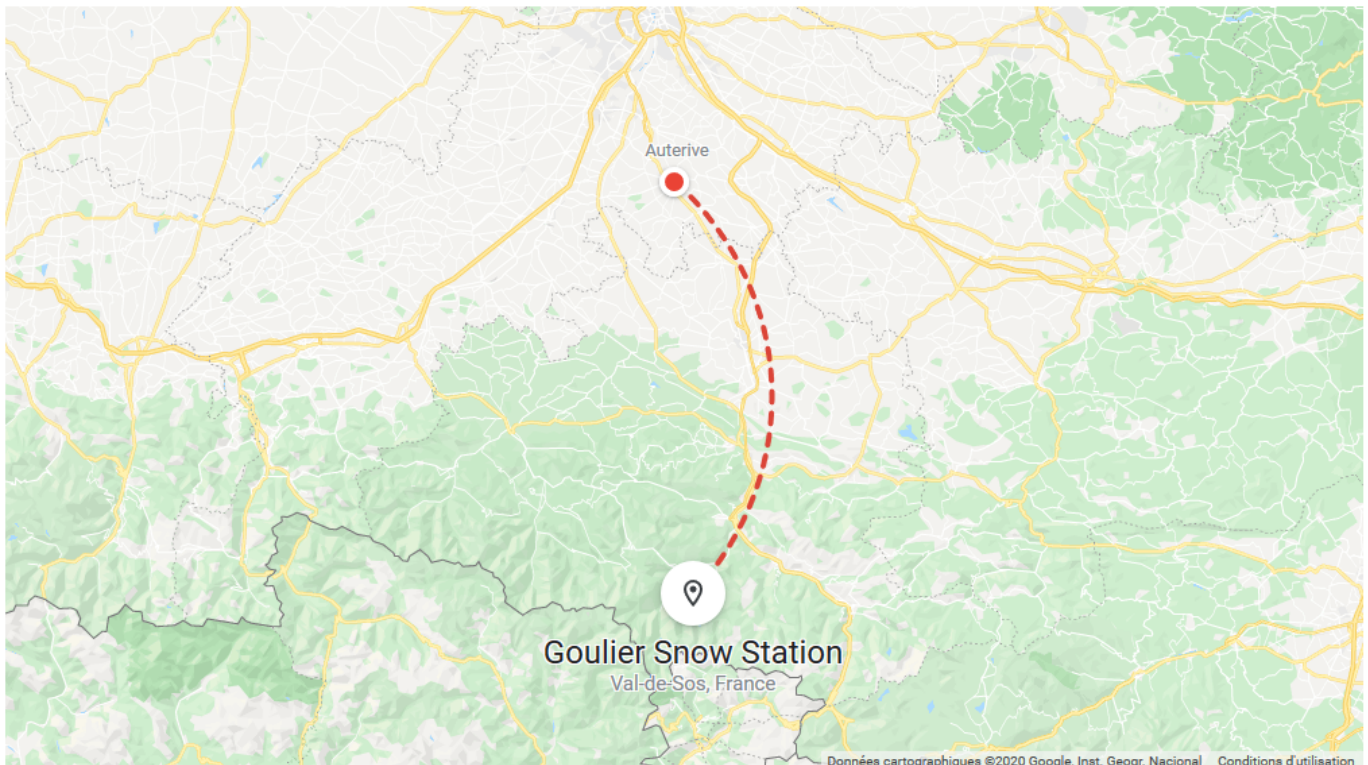 Auterive
Goulier Snow Station
Val-de-Sos, France
Données cartographiques ©2020 Google, Inst. Geogr. Nacional Conditions d'utilisation